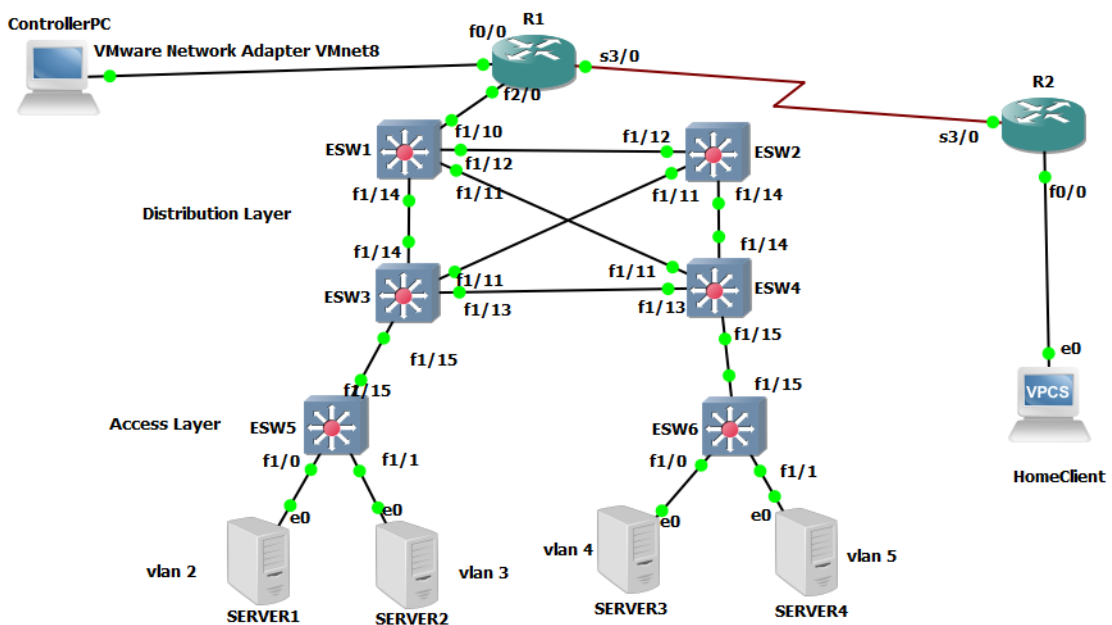 ControllerPC
VMware Network Adapter VMnet8
R1
f0/0
s3/0
f2/0
R2
s3/0
f0/0
f1/10
f1/12
ESW1
f1/12
ESW2
f1/14
f1/11
f1/11
f1/14
Distribution Layer
f1/14
f1/14
ESW3
f1/11
f1/11
ESW4
f1/13
f1/13
f1/15
f1/15
f1/15
f1/15
e0
VPCS
HomeClient
Access Layer
ESW5
ESW6
f1/0
f1/1
f1/0
f1/1
e0
e0
e0
e0
vlan 2
vlan 3
vlan 4
vlan 5
SERVER1
SERVER2
SERVER3
SERVER4